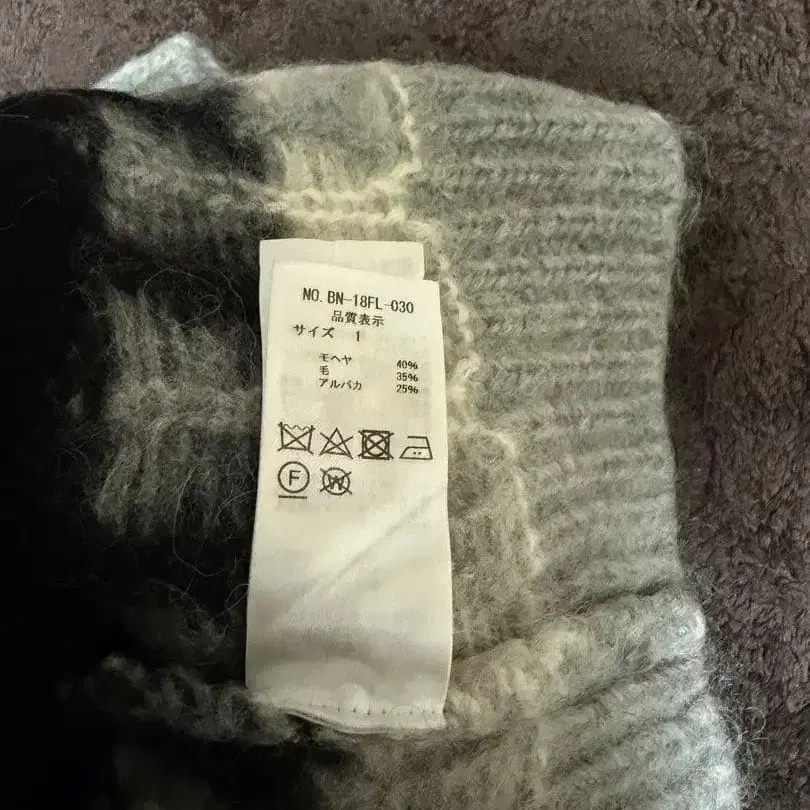 NO. BN-18FL-030
品質表示
サイズ 1
モヘヤ 40%
毛 35%
アルパカ 25%
F W